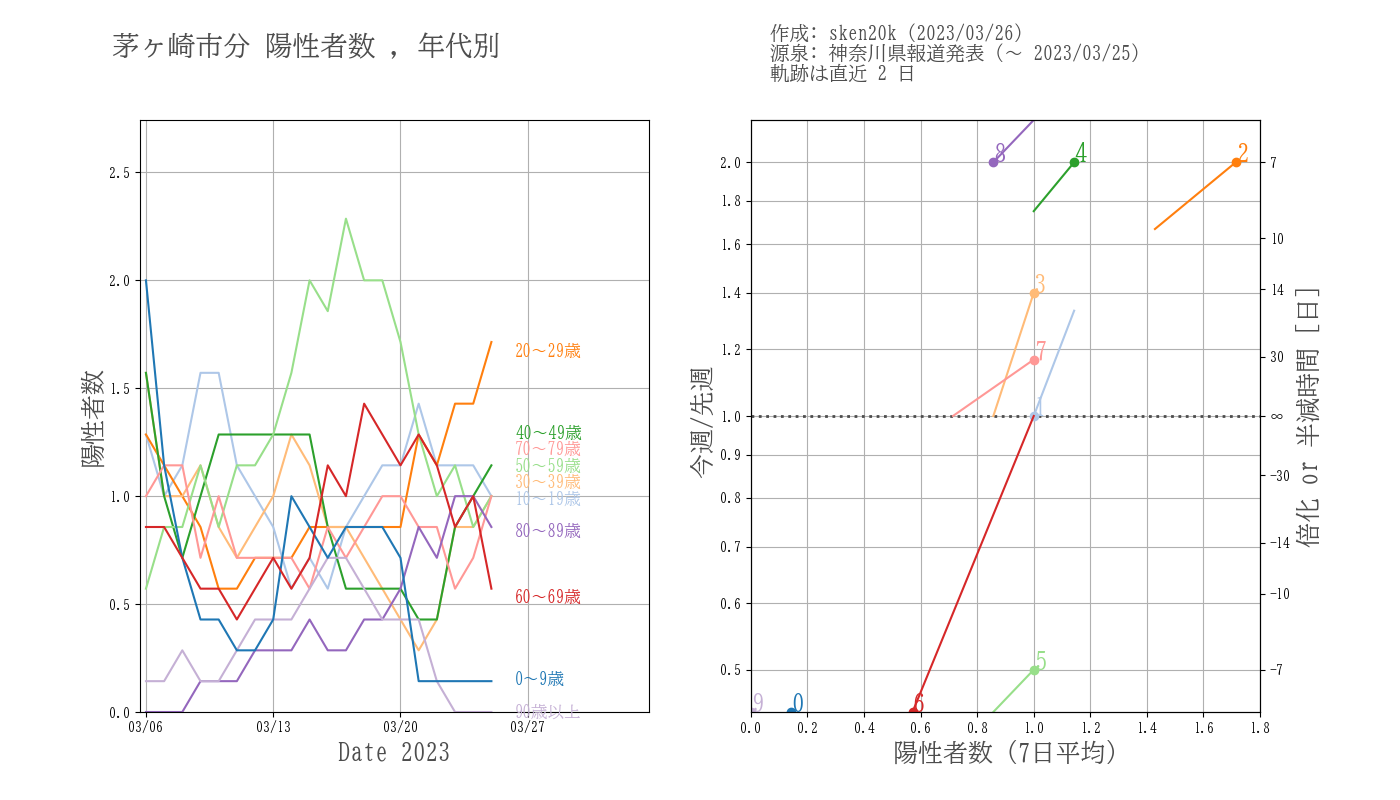 茅ヶ崎市分 陽性者数 , 年代別
作成: sken20k (2023/03/26)
源泉: 神奈川県報道発表 (～ 2023/03/25)
軌跡は直近 2 日
陽性者数
2.5
2.0
1.5
1.0
0.5
0.0
03/06
03/13
03/20
03/27
Date 2023
20～29歳
40～49歳
70～79歳
50～59歳
30～39歳
10～19歳
80～89歳
60～69歳
0～9歳
90歳以上
今週/先週
2.0
1.8
1.6
1.4
1.2
1.0
0.9
0.8
0.7
0.6
0.5
8
4
2
3
7
1
5
6
9
0
0.0
0.2
0.4
0.6
0.8
1.0
1.2
1.4
1.6
1.8
陽性者数 (7日平均)
7
10
14
30
∞
−30
−14
−10
−7
倍化 or 半減時間 [日]